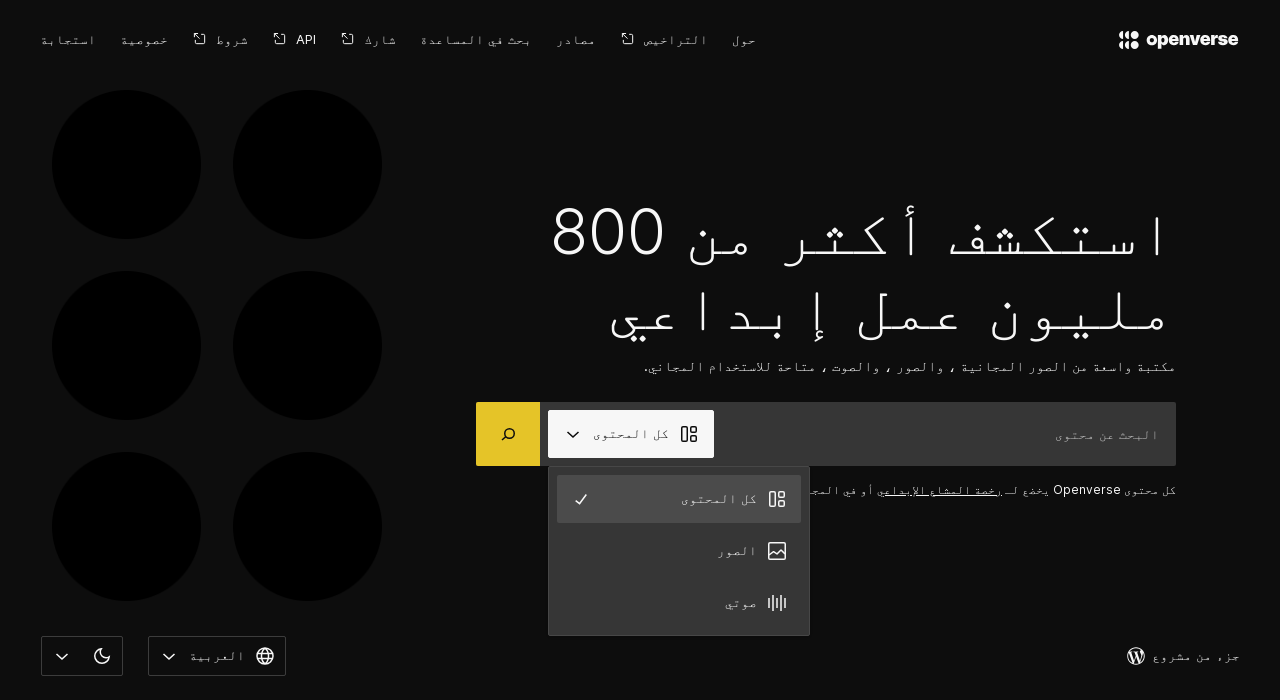 openverse
حول
التراخيص
مصادر
بحث في المساعدة
شارك
API
شروط
خصوصية
استجابة
استكشف أكثر من 800
مليون عمل إبداعي
مكتبة واسعة من الصور المجانية ، والصور ، والصوت ، متاحة للاستخدام المجاني.
البحث عن محتوى
كل المحتوى
كل محتوى Openverse يخضع لـ رخصة المشاع الإبداعي أو في
كل المحتوى
الصور
صوتي
جزء من مشروع
العربية